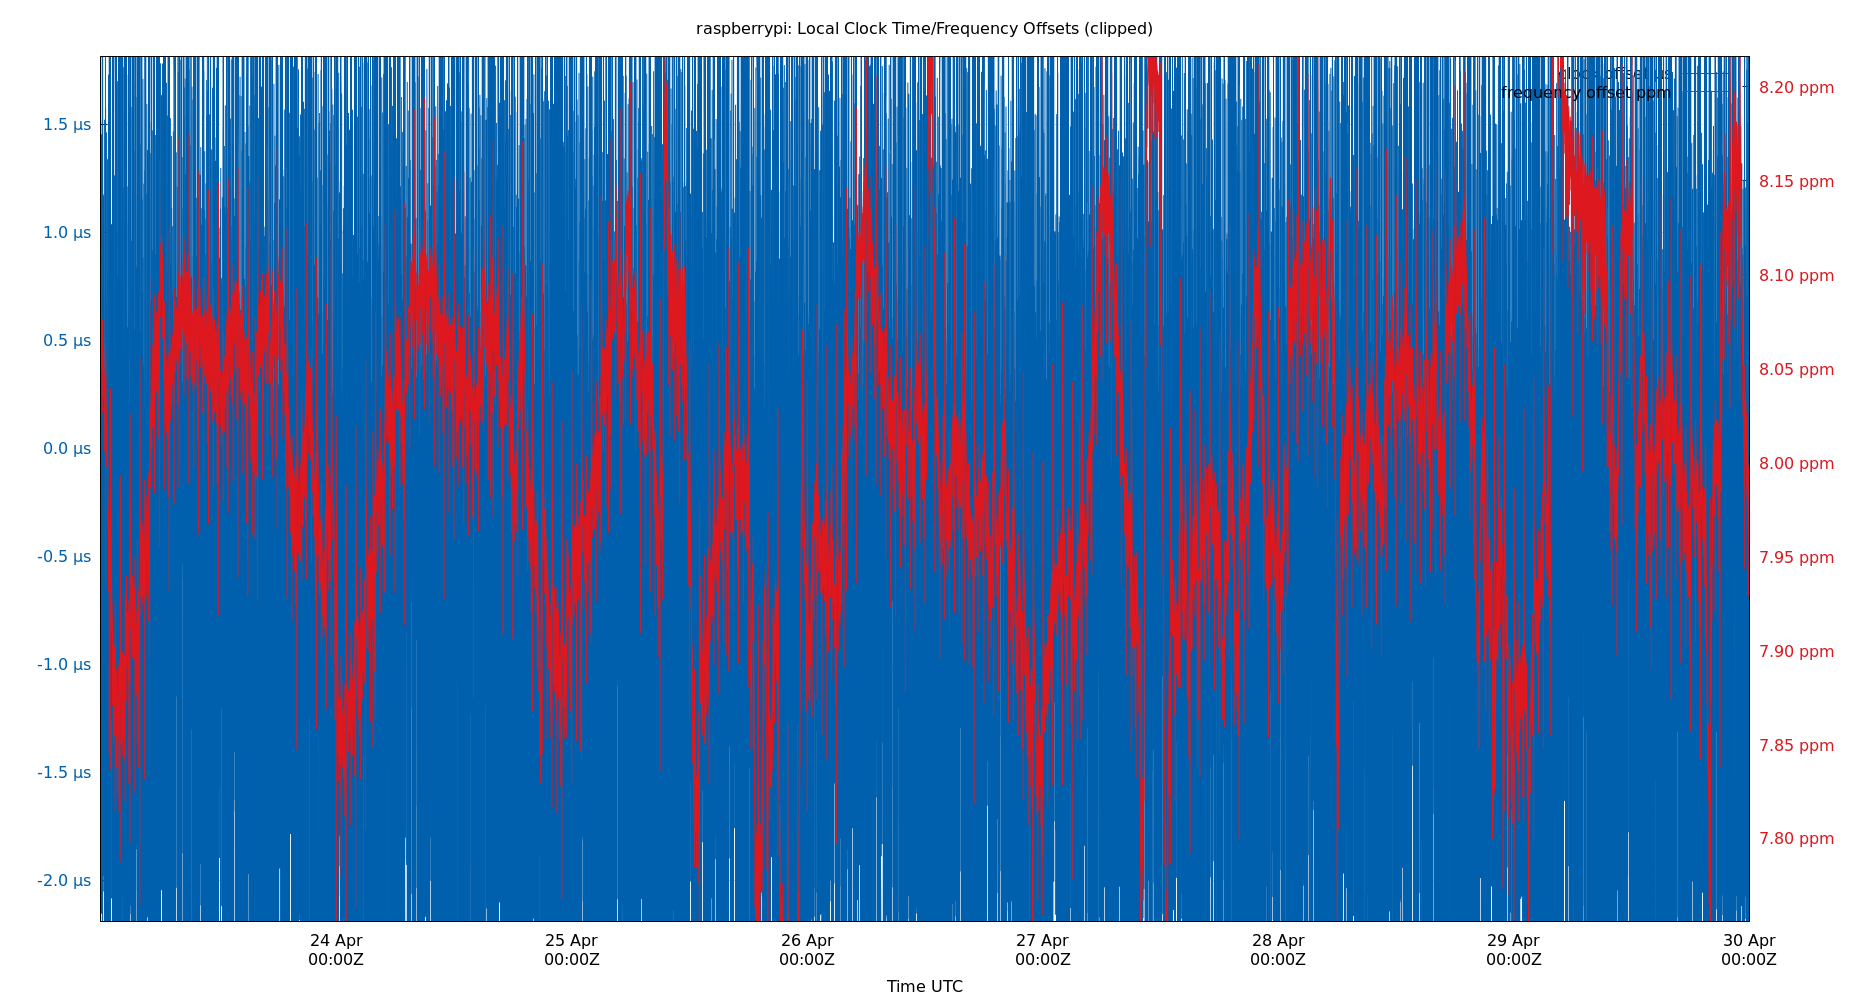 raspberrypi: Local Clock Time/Frequency Offsets (clipped)
clock offset µs
frequency offset ppm
1.5 µs
1.0 µs
0.5 µs
0.0 µs
-0.5 µs
-1.0 µs
-1.5 µs
-2.0 µs
8.20 ppm
8.15 ppm
8.10 ppm
8.05 ppm
8.00 ppm
7.95 ppm
7.90 ppm
7.85 ppm
7.80 ppm
24 Apr 25 Apr 26 Apr 27 Apr 28 Apr 29 Apr 30 Apr
00:00Z 00:00Z 00:00Z 00:00Z 00:00Z 00:00Z 00:00Z
Time UTC